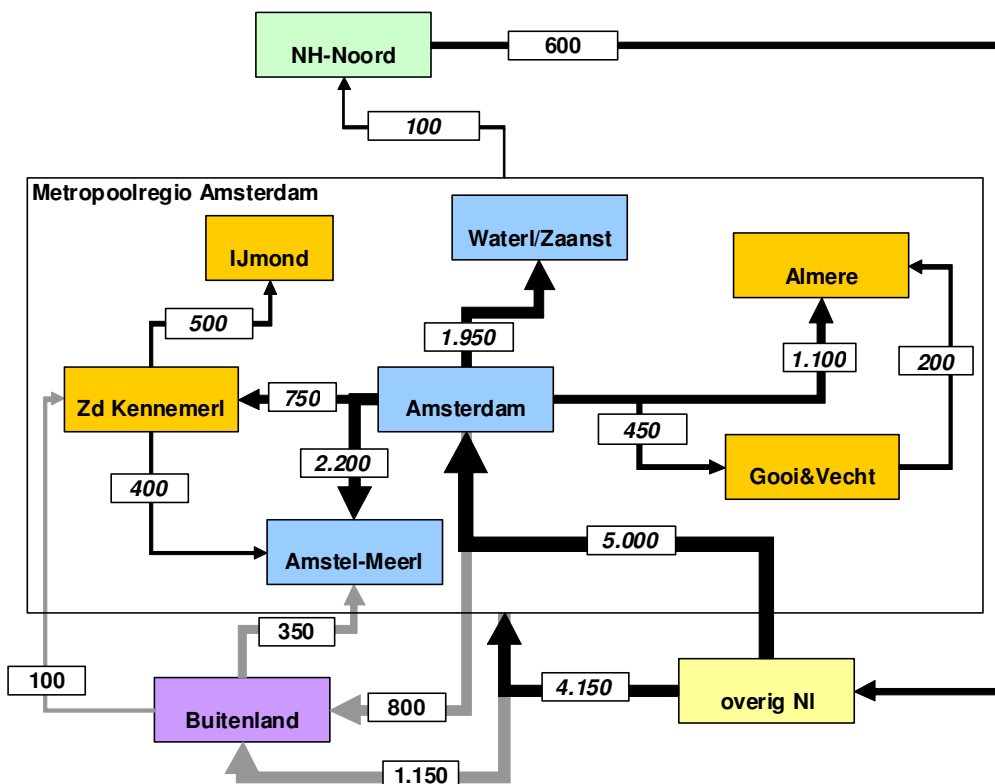 NH-Noord
600
100
Metropoolregio Amsterdam
Waterl/Zaanst
IJmond
Almere
500
1.950
1.100
200
Zd Kennemerl
750
Amsterdam
450
2.200
400
Gooi&Vecht
5.000
Amstel-Meerl
350
100
4.150
overig Nl
Buitenland
800
1.150